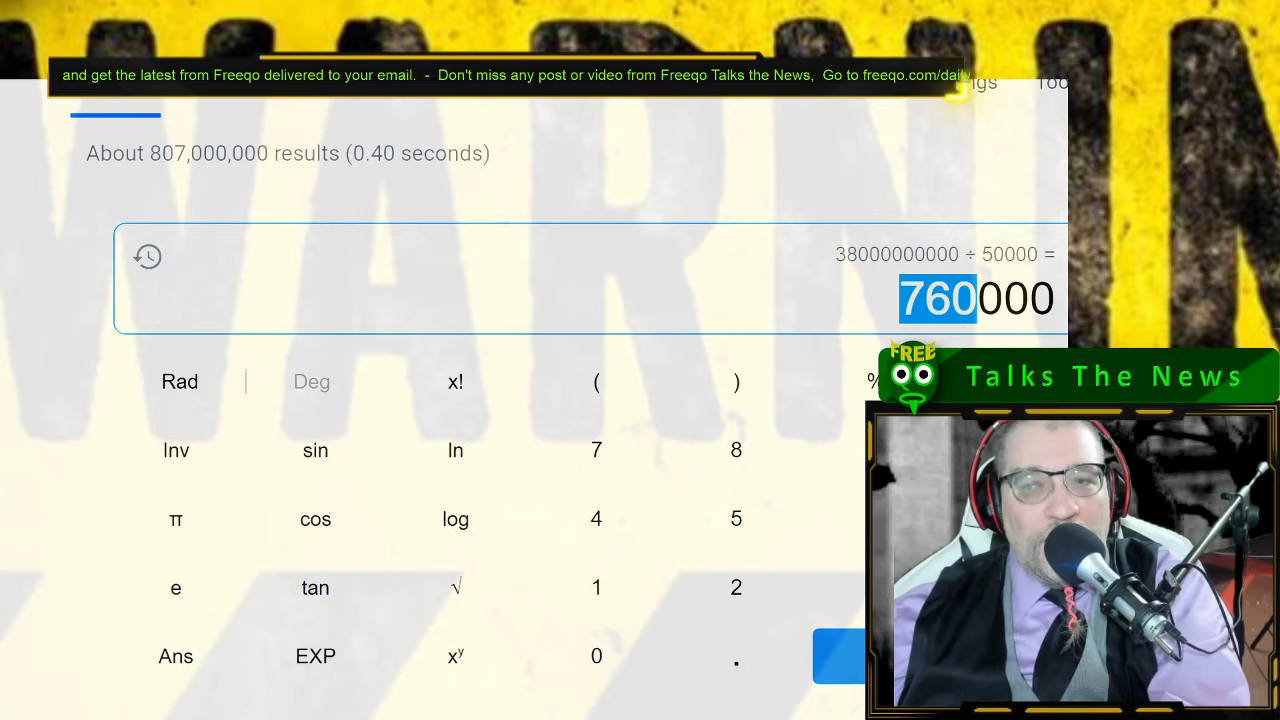 WARNIN
and get the latest from Freeqo delivered to your email. - Don't miss any post or video from Freeqo Talks the News, Go to freeqo.com/daily
About 807,000,000 results (0.40 seconds)
38000000000 ÷ 50000 =
760000
Rad | Deg x! ( ) %
Inv sin ln 7 8
π cos log 4 5
e tan √ 1 2
Ans EXP xʸ 0 .
FREE
Talks The News